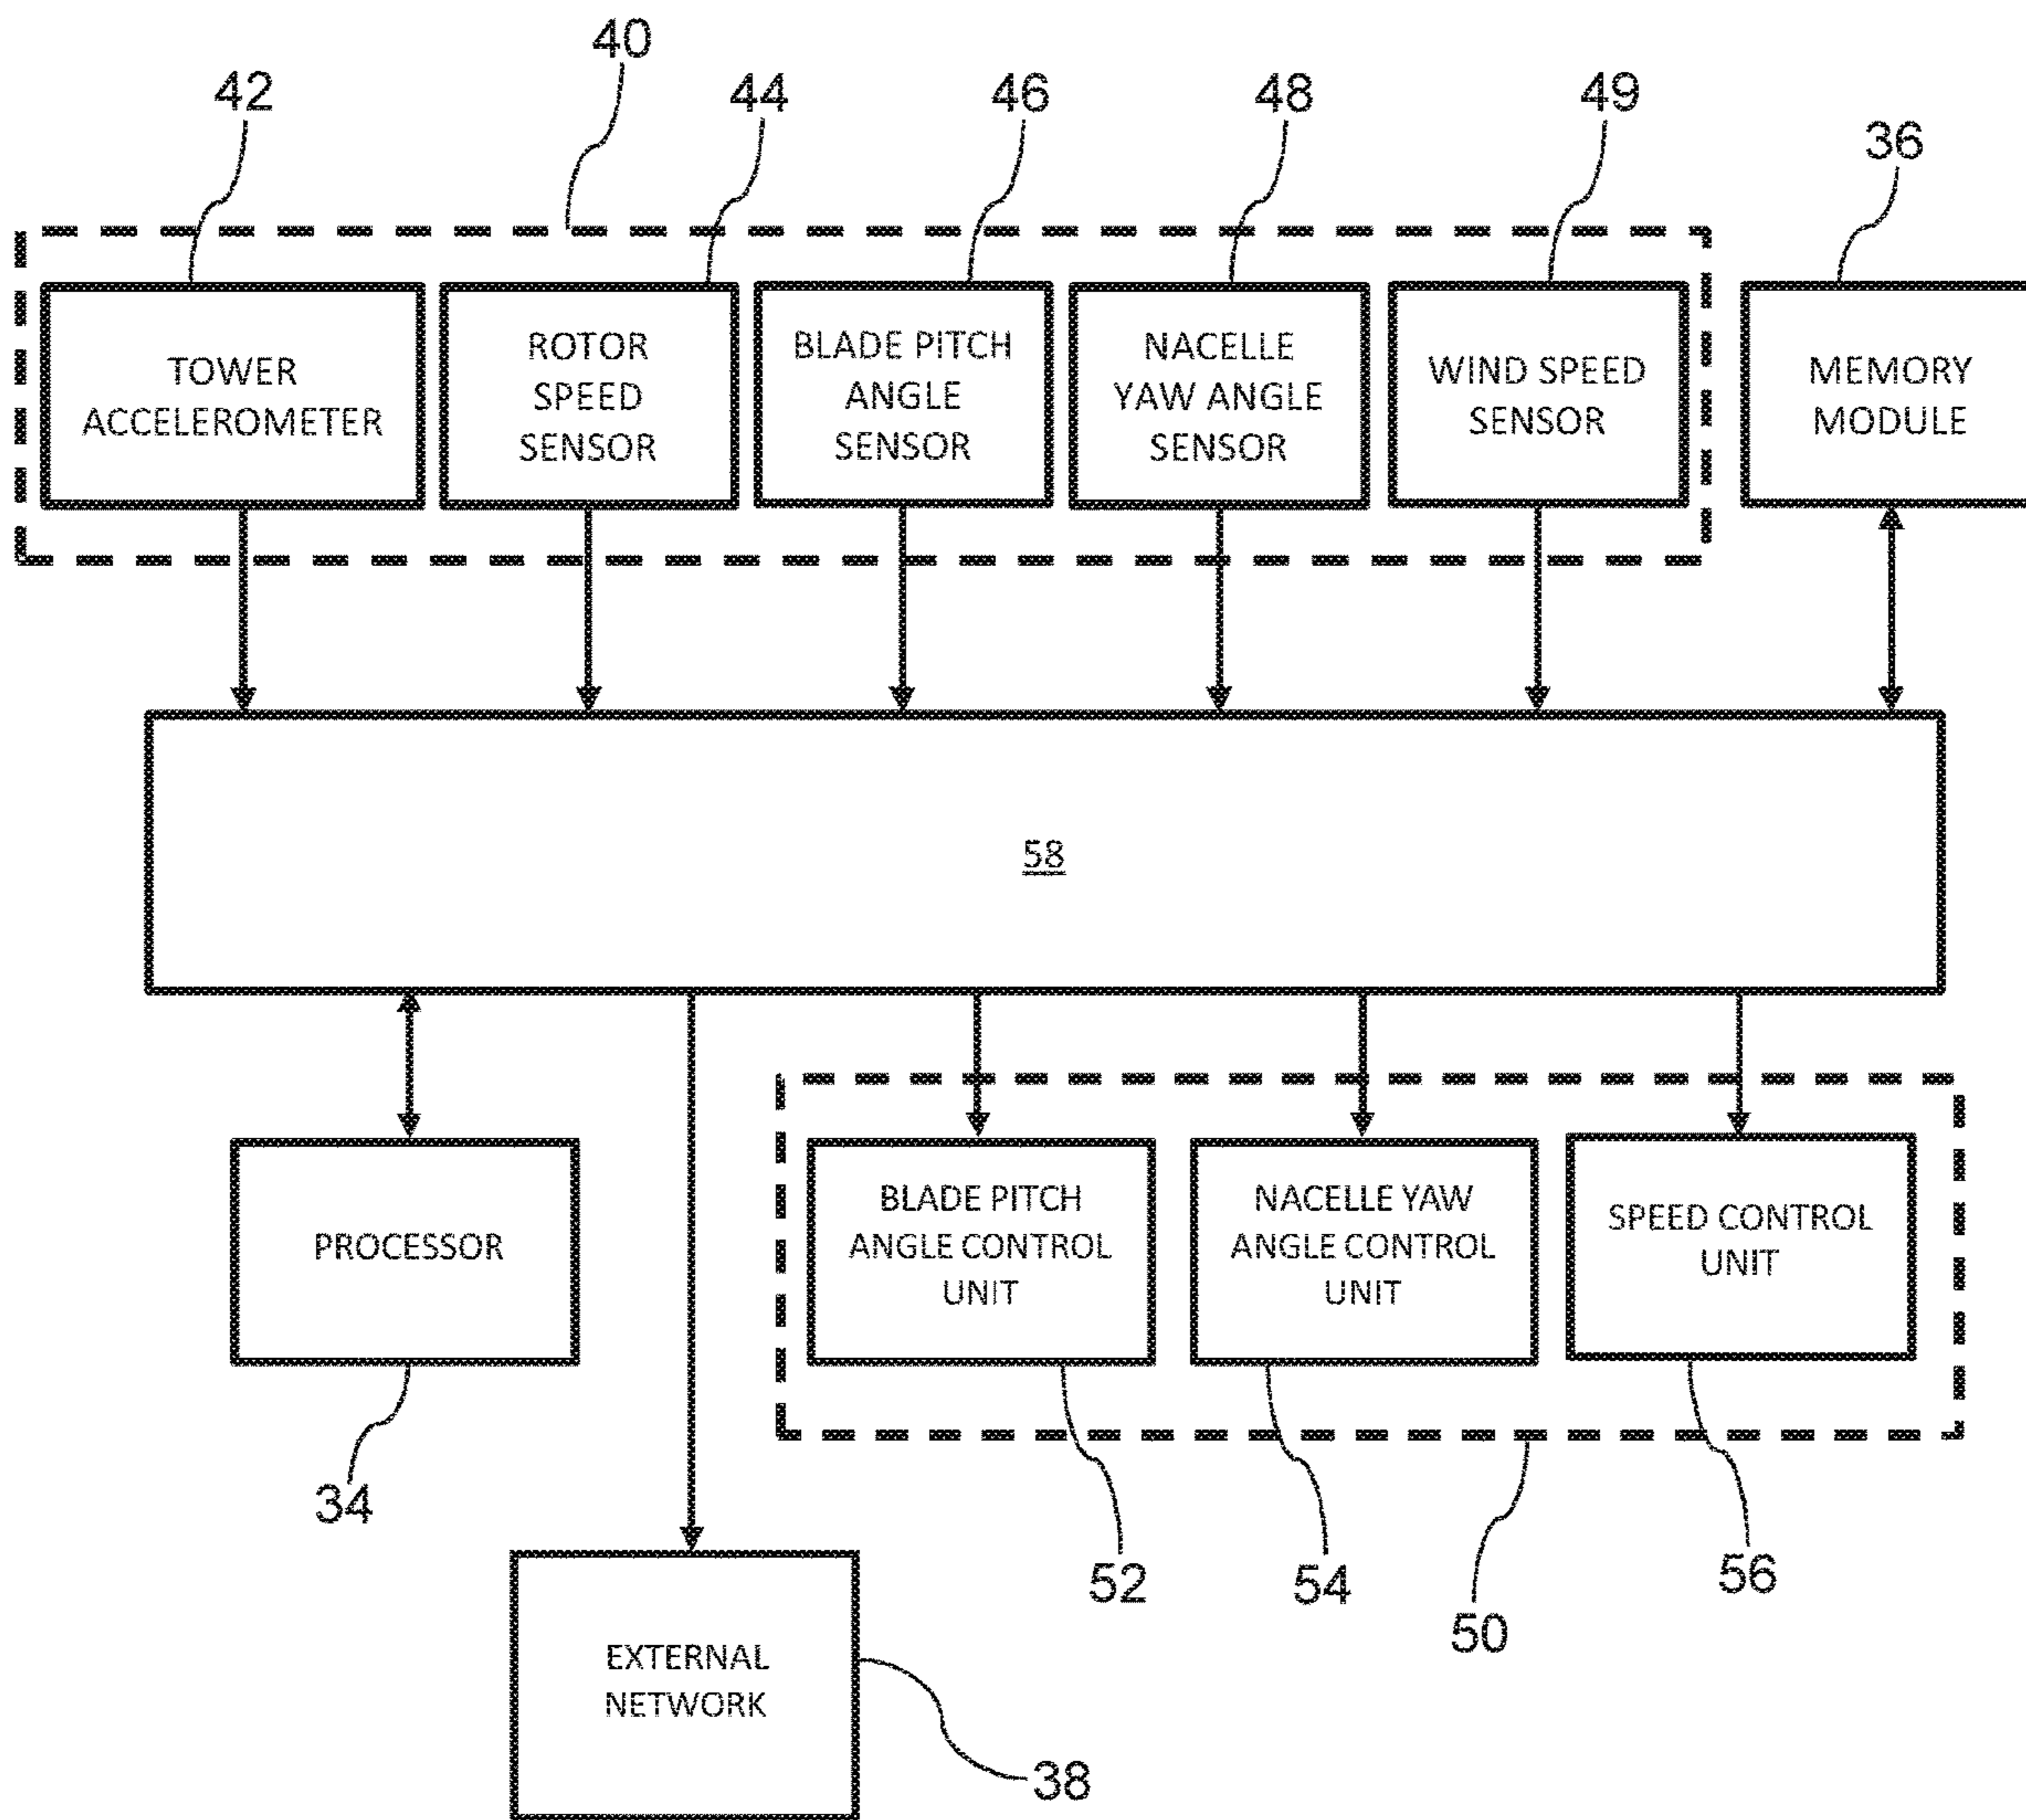 40
42
44
46
48
49
36
TOWER
ACCELEROMETER
ROTOR
SPEED
SENSOR
BLADE PITCH
ANGLE
SENSOR
NACELLE
YAW ANGLE
SENSOR
WIND SPEED
SENSOR
MEMORY
MODULE
58
PROCESSOR
BLADE PITCH
ANGLE CONTROL
UNIT
NACELLE YAW
ANGLE CONTROL
UNIT
SPEED CONTROL
UNIT
34
52
54
50
56
EXTERNAL
NETWORK
38